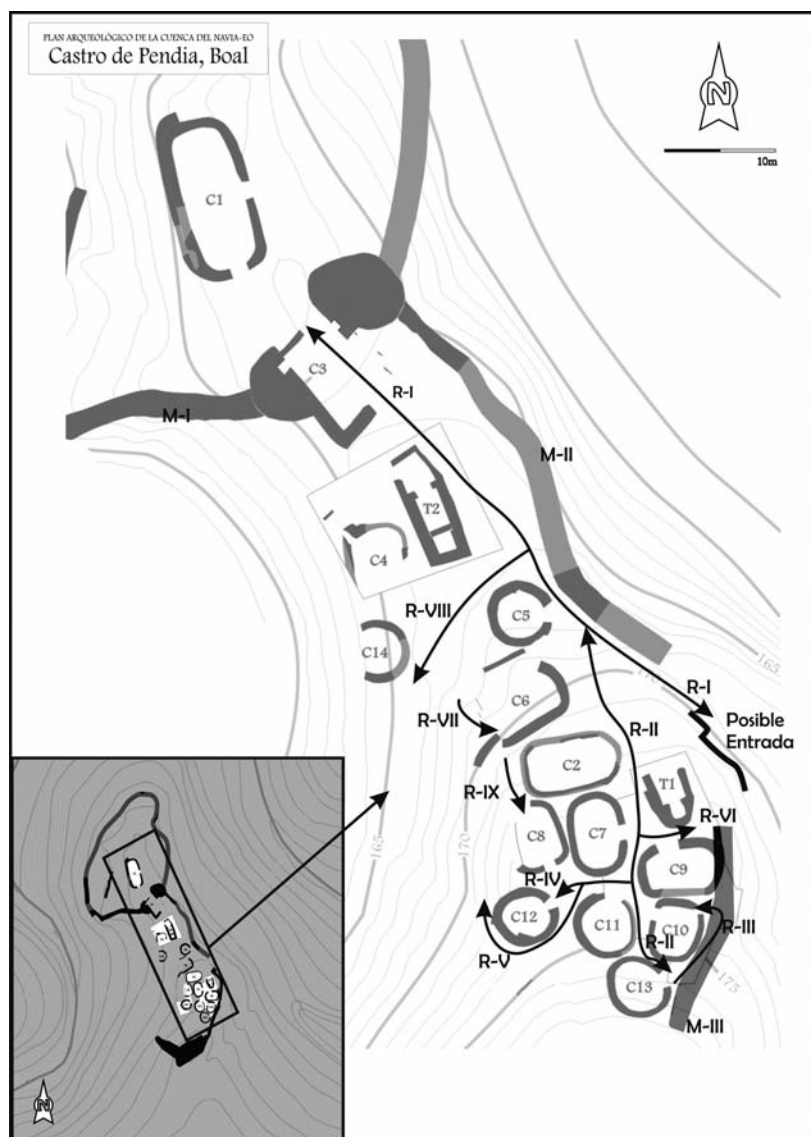 PLAN ARQUEOLÓGICO DE LA CUENCA DEL NAVIA-EO
Castro de Pendia, Boal
N
10m
C1
C3
R-I
M-I
M-II
T2
C4
R-VIII
C5
C14
165
170
R-I
C6
R-VII
Posible
Entrada
R-II
C2
T1
R-IX
R-VI
165
170
C8
C7
C9
R-IV
C12
C11
C10
R-III
R-II
R-V
C13
175
M-III
N